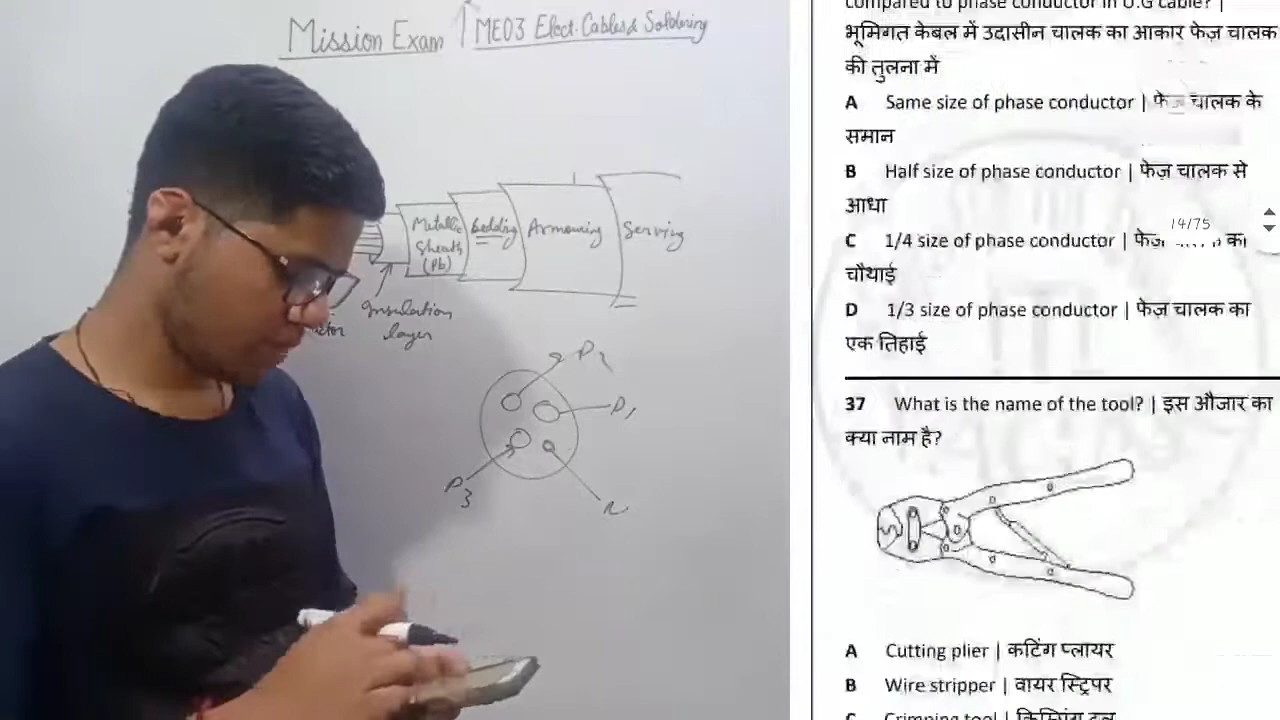 Mission Exam
ME03 Elect. Cables & Soldering
Metallic
Sheath
(Pb)
Bedding
Armouring
Serving
Insulation
layer
P2
P1
P3
N
compared to phase conductor in U.G cable? |
भूमिगत केबल में उदासीन चालक का आकार फेज़ चालक
की तुलना में
A Same size of phase conductor | फेज़ चालक के
समान
B Half size of phase conductor | फेज़ चालक से
आधा
14/75
C 1/4 size of phase conductor | का
चौथाई
D 1/3 size of phase conductor | फेज़ चालक का
एक तिहाई
37 What is the name of the tool? | इस औजार का
क्या नाम है?
A Cutting plier | कटिंग प्लायर
B Wire stripper | वायर स्ट्रिपर
C Crimping tool | क्रिम्पिंग टूल